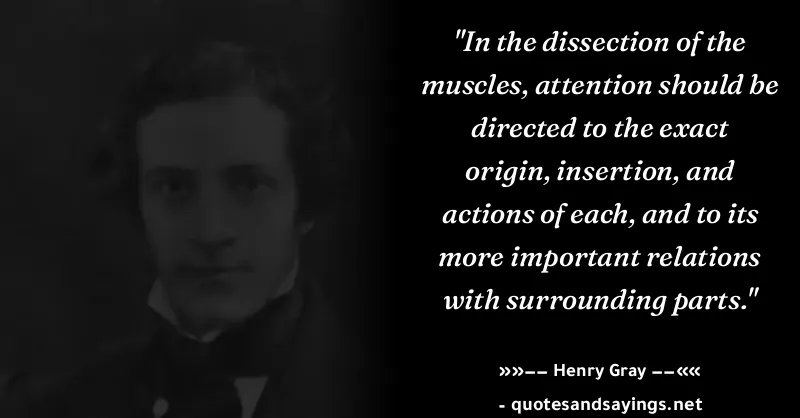 "In the dissection of the
muscles, attention should be
directed to the exact
origin, insertion, and
actions of each, and to its
more important relations
with surrounding parts."
»»−− Henry Gray −−««
- quotesandsayings.net